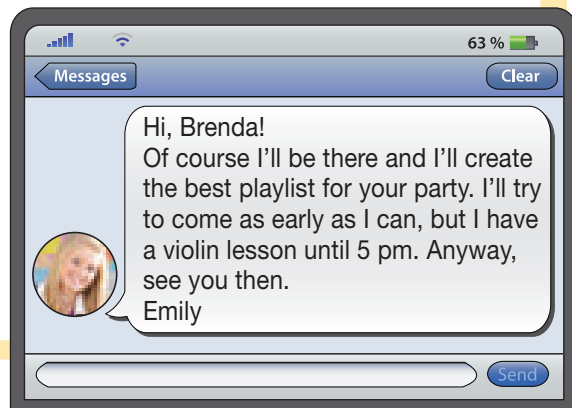 63 %
Messages
Clear
Hi, Brenda!
Of course I’ll be there and I’ll create
the best playlist for your party. I’ll try
to come as early as I can, but I have
a violin lesson until 5 pm. Anyway,
see you then.
Emily
Send